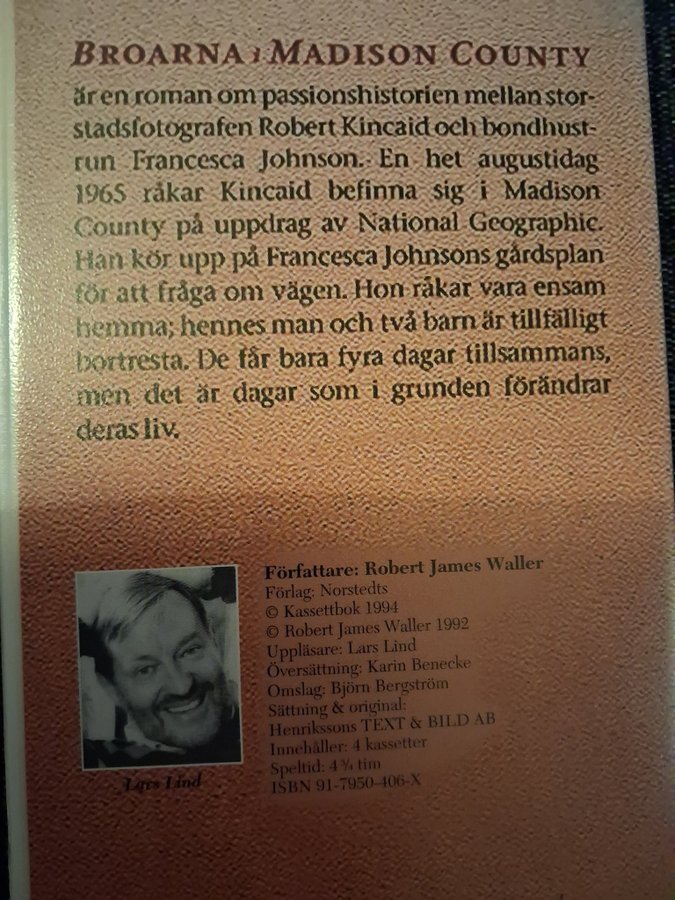 BROARNA I MADISON COUNTY
är en roman om passionshistorien mellan stor-
stadsfotografen Robert Kincaid och bondhust-
run Francesca Johnson. En het augustidag
1965 råkar Kincaid befinna sig i Madison
County på uppdrag av National Geographic.
Han kör upp på Francesca Johnsons gårdsplan
för att fråga om vägen. Hon råkar vara ensam
hemma; hennes man och två barn är tillfälligt
bortresta. De får bara fyra dagar tillsammans,
men det är dagar som i grunden förändrar
deras liv.
Författare: Robert James Waller
Förlag: Norstedts
© Kassettbok 1994
© Robert James Waller 1992
Uppläsare: Lars Lind
Översättning: Karin Benecke
Omslag: Björn Bergström
Sättning & original:
Henrikssons TEXT & BILD AB
Innehåller: 4 kassetter
Speltid: 4 ¾ tim
ISBN 91-7950-406-X
Lars Lind